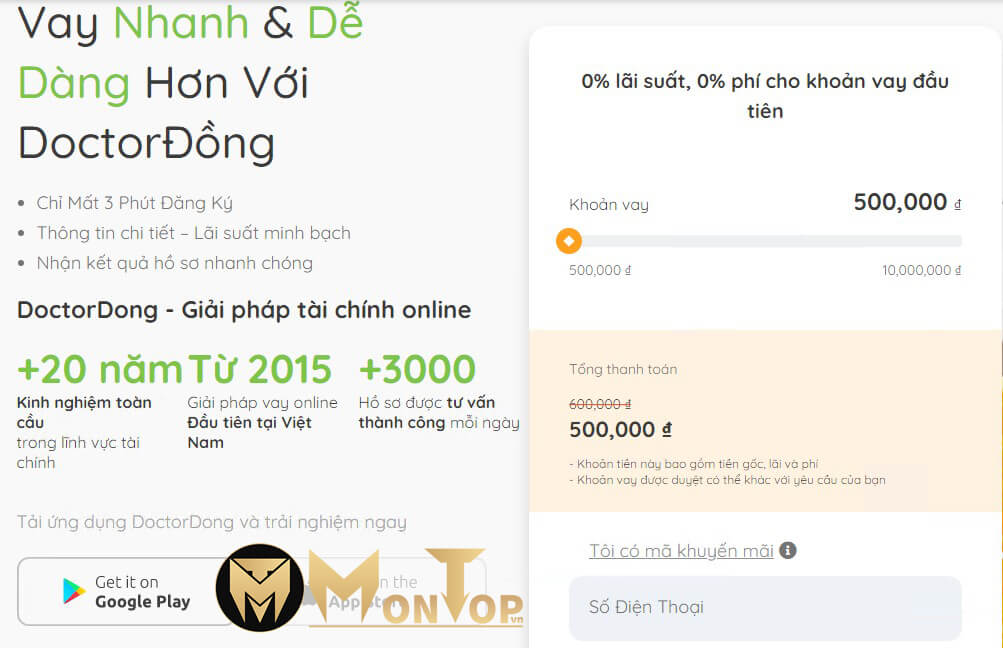 Vay Nhanh & Dễ
Dàng Hơn Với
DoctorĐồng
Chỉ Mất 3 Phút Đăng Ký
Thông tin chi tiết – Lãi suất minh bạch
Nhận kết quả hồ sơ nhanh chóng
DoctorDong - Giải pháp tài chính online
+20 năm
Kinh nghiệm toàn
cầu
trong lĩnh vực tài
chính
Từ 2015
Giải pháp vay online
Đầu tiên tại Việt
Nam
+3000
Hồ sơ được tư vấn
thành công mỗi ngày
Tải ứng dụng DoctorDong và trải nghiệm ngay
Get it on
Google Play
on the
App Store
MONTOP.vn
0% lãi suất, 0% phí cho khoản vay đầu
tiên
Khoản vay 500,000 ₫
500,000 ₫ 10,000,000 ₫
Tổng thanh toán
600,000 ₫
500,000 ₫
- Khoản tiền này bao gồm tiền gốc, lãi và phí
- Khoản vay được duyệt có thể khác với yêu cầu của bạn
Tôi có mã khuyến mãi
Số Điện Thoại